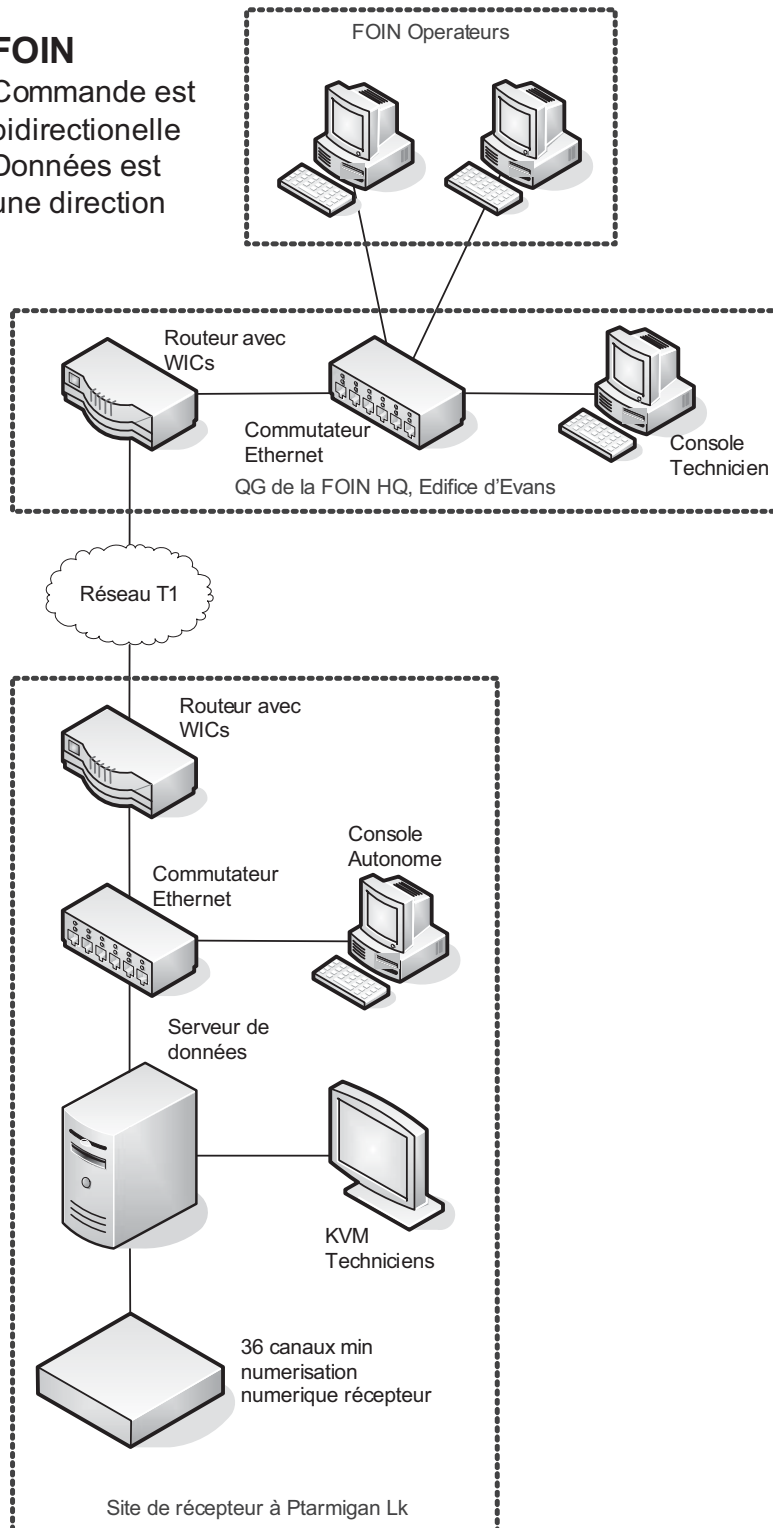 FOIN
Commande est
bidirectionelle
Données est
une direction
FOIN Operateurs
Routeur avec
WICs
Commutateur
Ethernet
Console
Technicien
QG de la FOIN HQ, Edifice d'Evans
Réseau T1
Routeur avec
WICs
Console
Autonome
Commutateur
Ethernet
Serveur de
données
KVM
Techniciens
36 canaux min
numerisation
numerique récepteur
Site de récepteur à Ptarmigan Lk